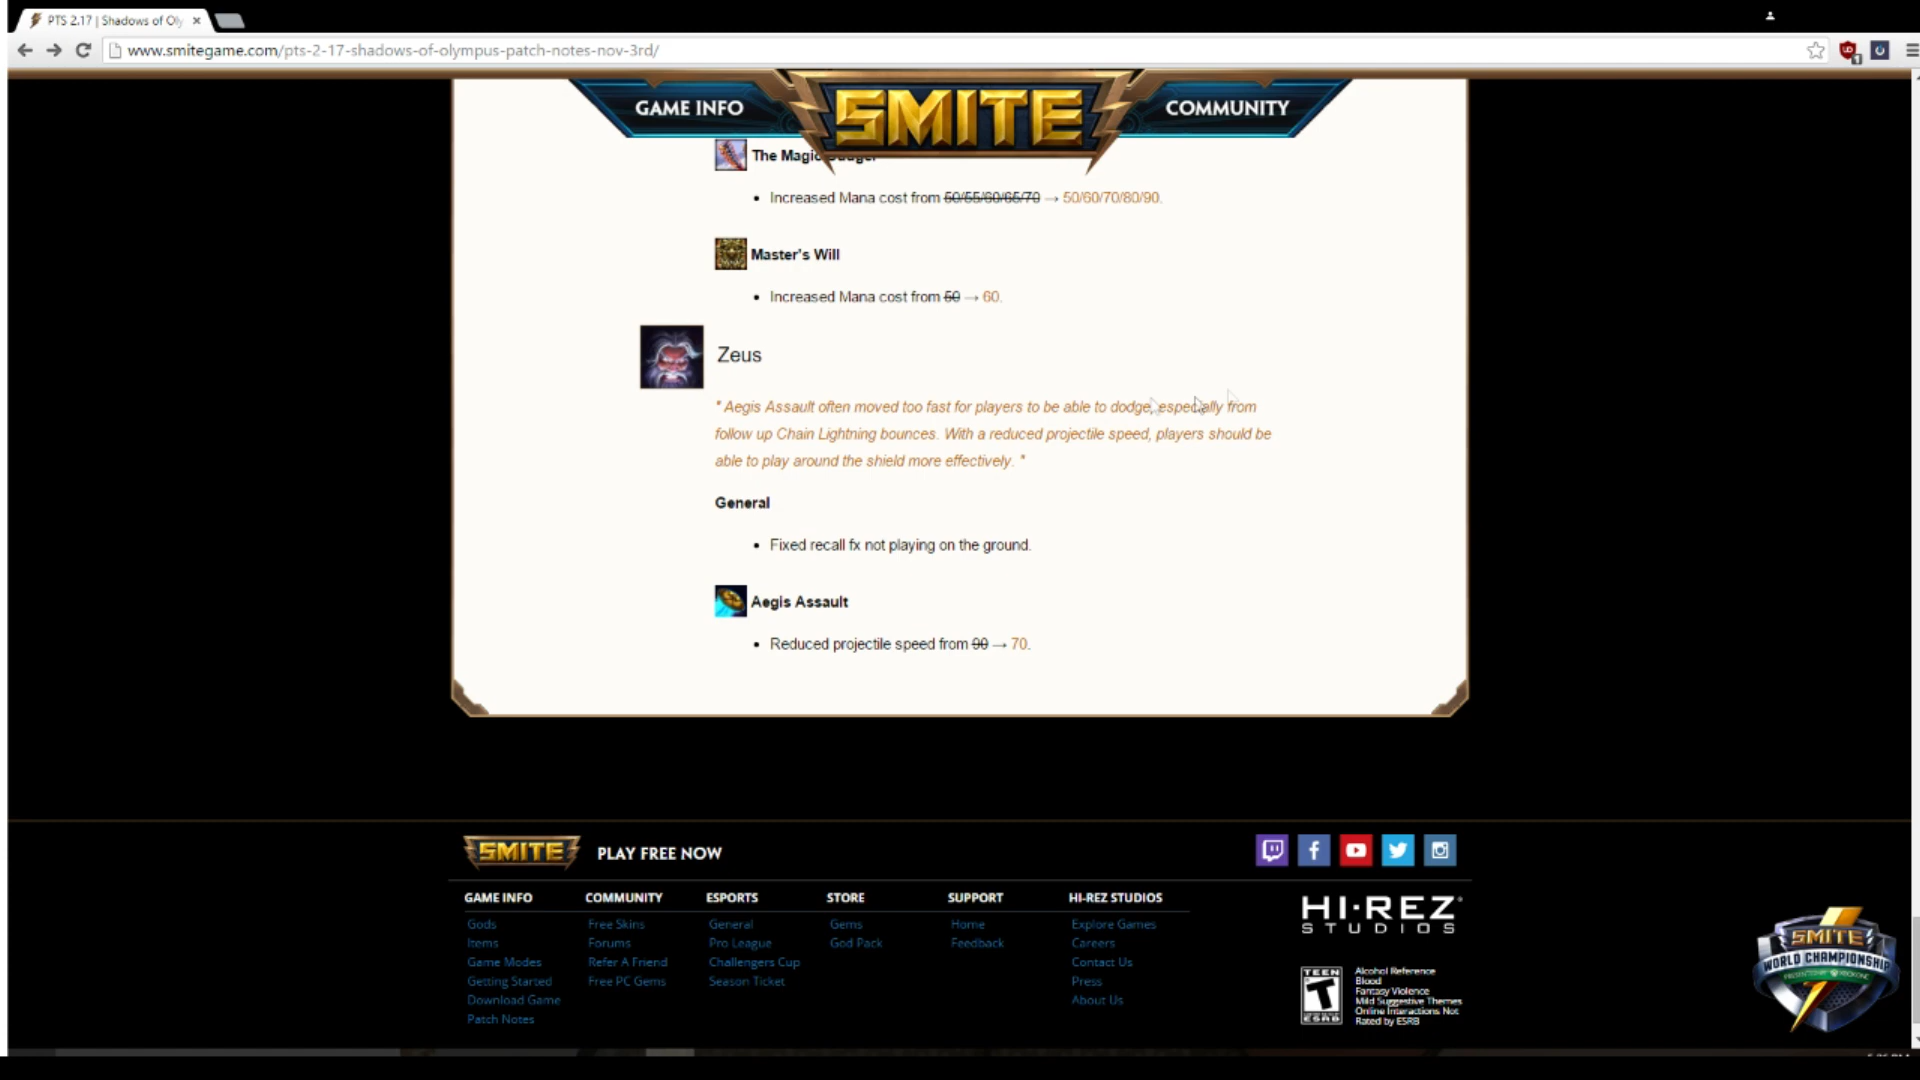 PTS 2.17 | Shadows of Oly
www.smitegame.com/pts-2-17-shadows-of-olympus-patch-notes-nov-3rd/
GAME INFO
SMITE
COMMUNITY
The Magic
• Increased Mana cost from 50/55/60/65/70 → 50/60/70/80/90.
Master's Will
• Increased Mana cost from 50 → 60.
Zeus
" Aegis Assault often moved too fast for players to be able to dodge, especially from
follow up Chain Lightning bounces. With a reduced projectile speed, players should be
able to play around the shield more effectively. "
General
• Fixed recall fx not playing on the ground.
Aegis Assault
• Reduced projectile speed from 90 → 70.
SMITE PLAY FREE NOW
GAME INFO COMMUNITY ESPORTS STORE SUPPORT HI-REZ STUDIOS
Gods Free Skins General Gems Home Explore Games
Items Forums Pro League God Pack Feedback Careers
Game Modes Refer A Friend Challengers Cup Contact Us
Getting Started Free PC Gems Season Ticket Press
Download Game About Us
Patch Notes
HI-REZ
STUDIOS
TEEN
T
ESRB
Alcohol Reference
Blood
Fantasy Violence
Mild Suggestive Themes
Online Interactions Not
Rated by ESRB
SMITE
WORLD CHAMPIONSHIP